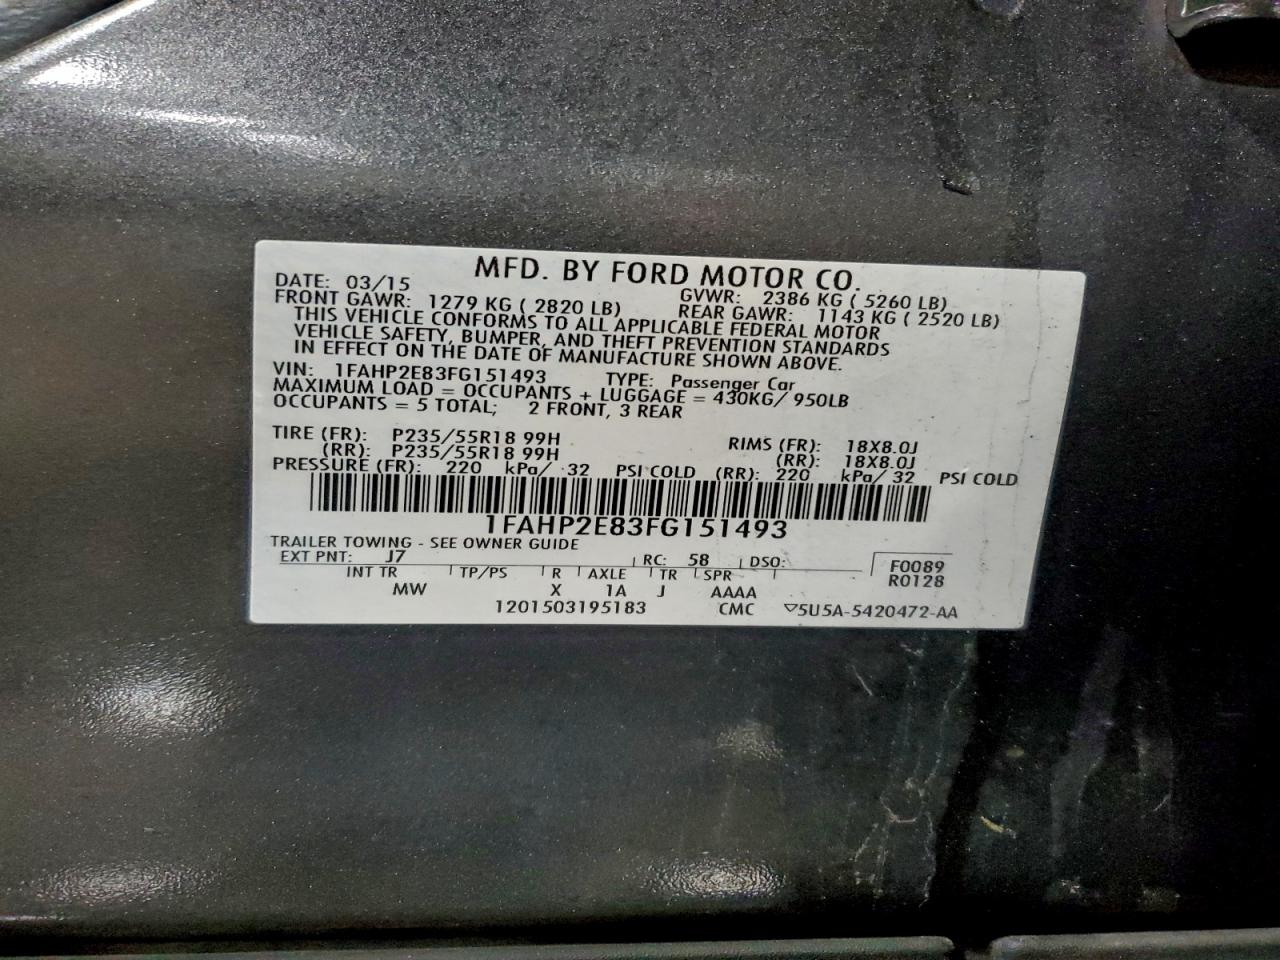 MFD. BY FORD MOTOR CO.
DATE: 03/15 GVWR: 2386 KG ( 5260 LB)
FRONT GAWR: 1279 KG ( 2820 LB) REAR GAWR: 1143 KG ( 2520 LB)
THIS VEHICLE CONFORMS TO ALL APPLICABLE FEDERAL MOTOR
VEHICLE SAFETY, BUMPER, AND THEFT PREVENTION STANDARDS
IN EFFECT ON THE DATE OF MANUFACTURE SHOWN ABOVE.
VIN: 1FAHP2E83FG151493 TYPE: Passenger Car
MAXIMUM LOAD = OCCUPANTS + LUGGAGE = 430KG/ 950LB
OCCUPANTS = 5 TOTAL; 2 FRONT, 3 REAR
TIRE (FR): P235/55R18 99H RIMS (FR): 18X8.0J
(RR): P235/55R18 99H (RR): 18X8.0J
PRESSURE (FR): 220 kPa/ 32 PSI COLD (RR): 220 kPa/ 32 PSI COLD
1FAHP2E83FG151493
TRAILER TOWING - SEE OWNER GUIDE
EXT PNT: J7 RC: 58 DSO: F0089
INT TR TP/PS R AXLE TR SPR R0128
MW X 1A J AAAA
1201503195183 CMC ▽5U5A-5420472-AA